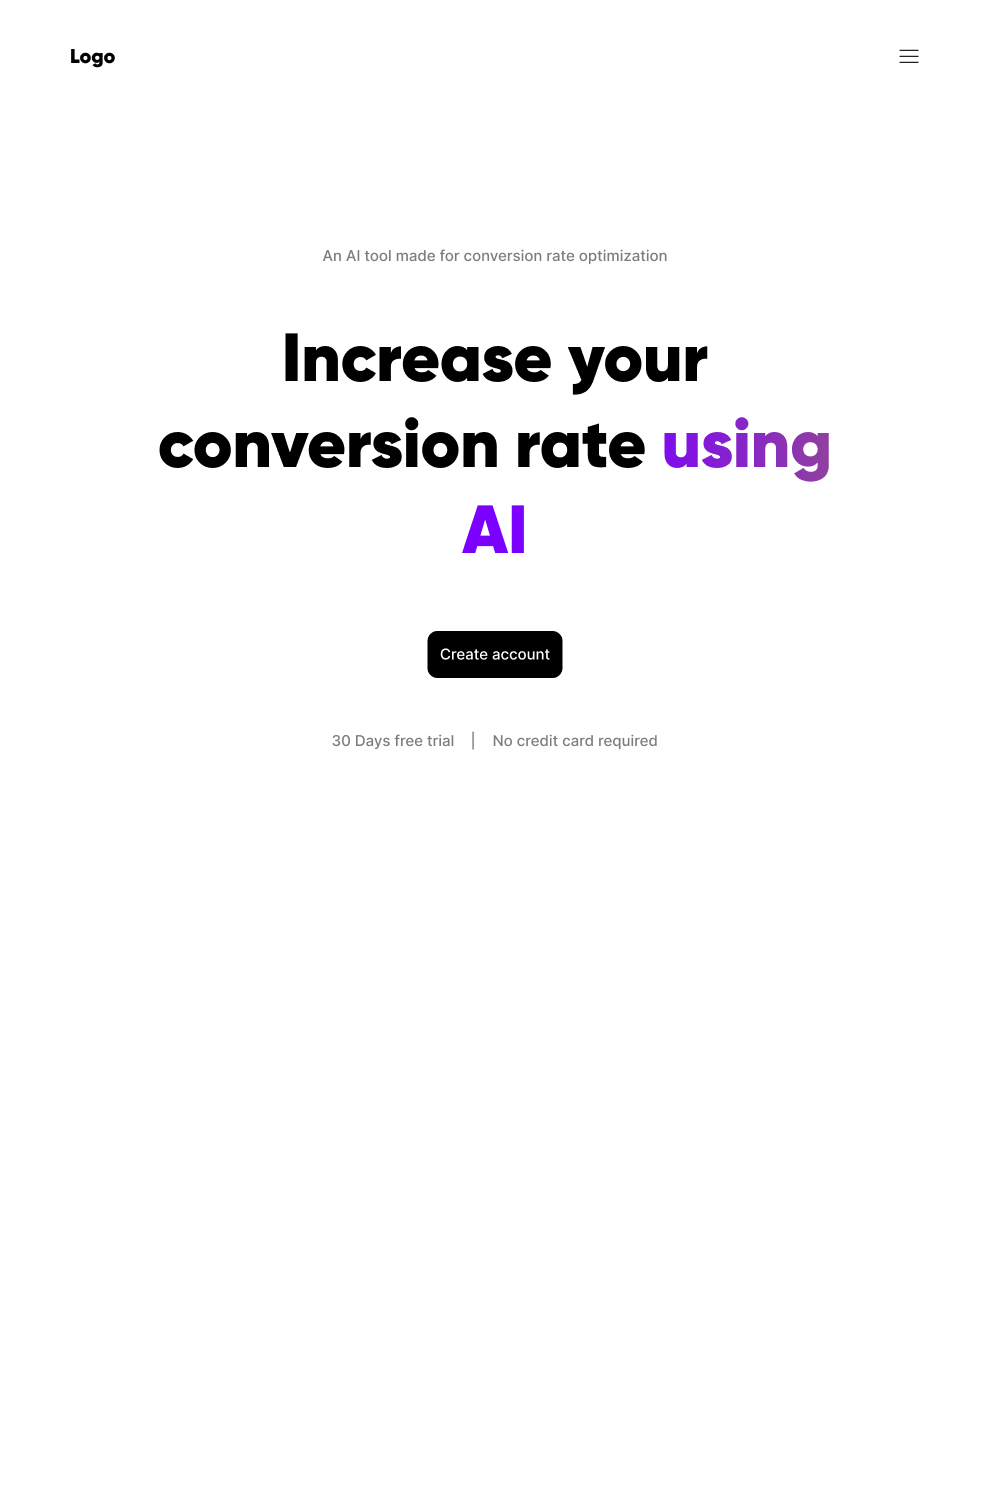 Logo
An AI tool made for conversion rate optimization
Increase your
conversion rate using
AI
Create account
30 Days free trial | No credit card required